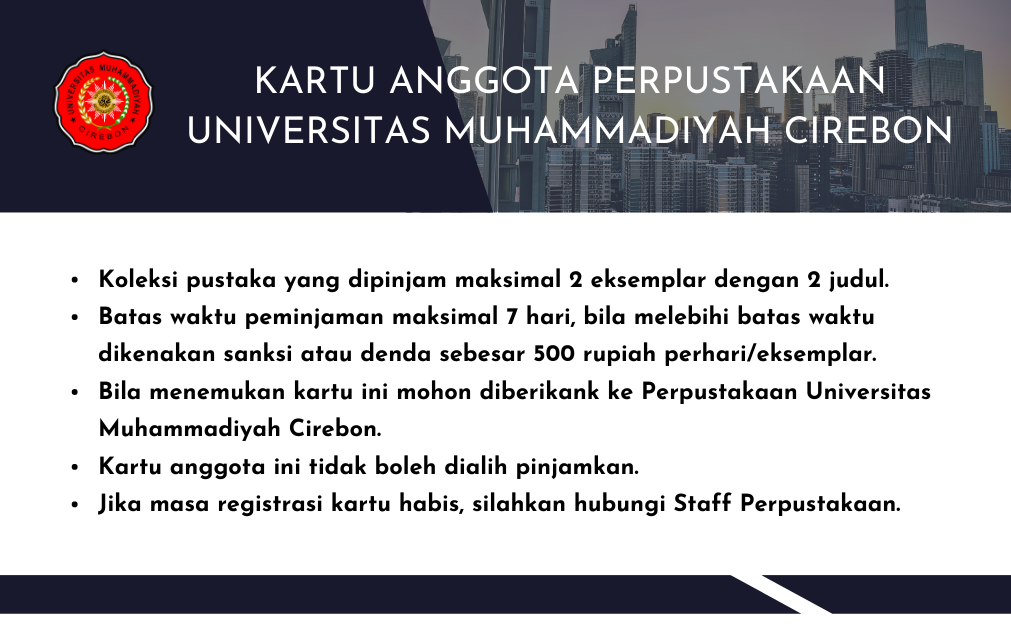 UNIVERSITAS MUHAMMADIYAH
CIREBON
KARTU ANGGOTA PERPUSTAKAAN
UNIVERSITAS MUHAMMADIYAH CIREBON
• Koleksi pustaka yang dipinjam maksimal 2 eksemplar dengan 2 judul.
• Batas waktu peminjaman maksimal 7 hari, bila melebihi batas waktu
dikenakan sanksi atau denda sebesar 500 rupiah perhari/eksemplar.
• Bila menemukan kartu ini mohon diberikank ke Perpustakaan Universitas
Muhammadiyah Cirebon.
• Kartu anggota ini tidak boleh dialih pinjamkan.
• Jika masa registrasi kartu habis, silahkan hubungi Staff Perpustakaan.